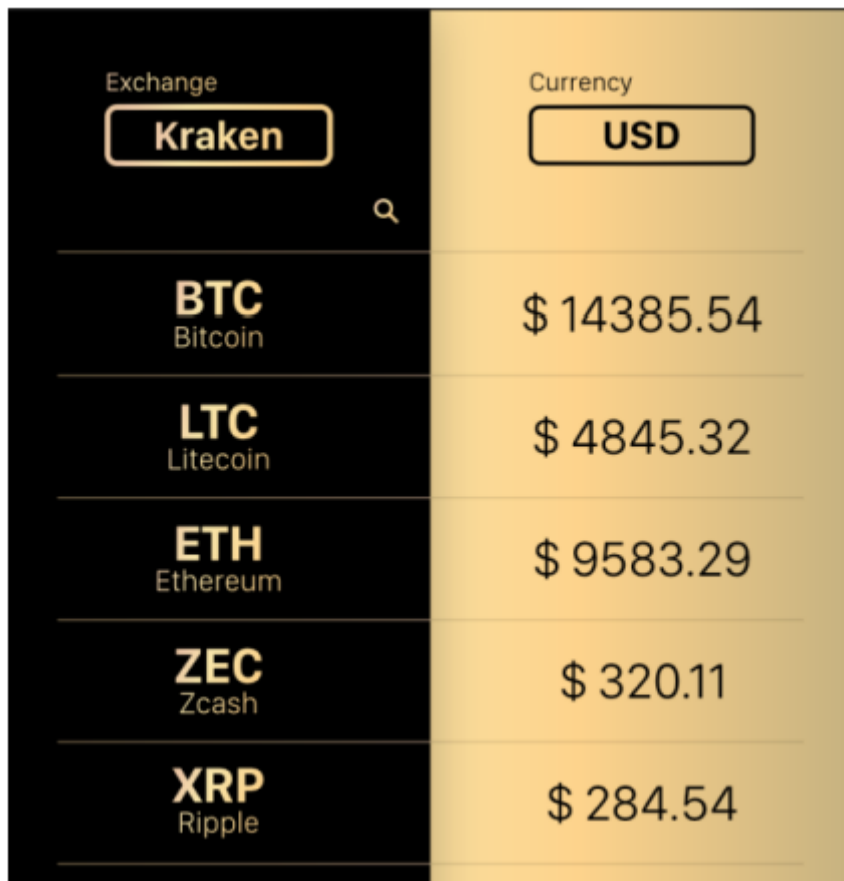 Exchange
Currency
Kraken
USD
BTC
Bitcoin
$ 14385.54
LTC
Litecoin
$ 4845.32
ETH
Ethereum
$ 9583.29
ZEC
Zcash
$ 320.11
XRP
Ripple
$ 284.54